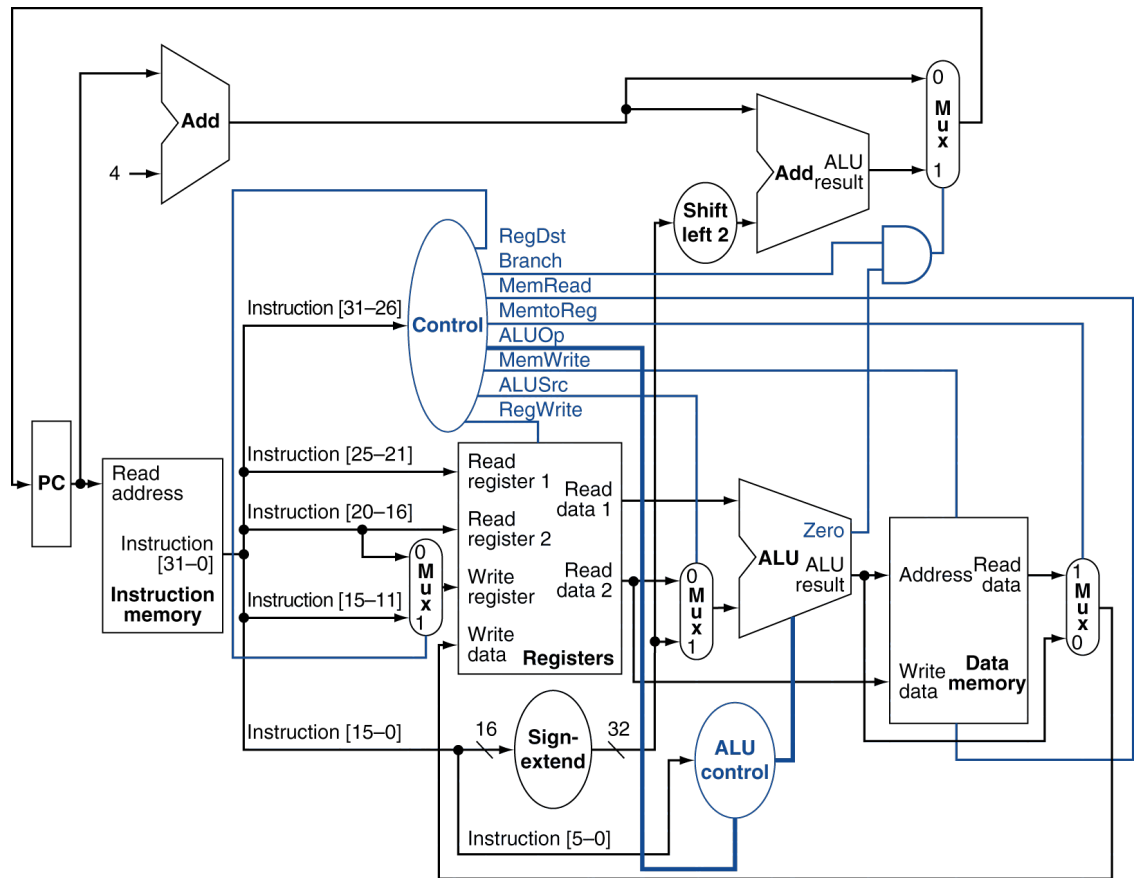 Add
4
0
Mux
1
Add
ALU
result
Shift
left 2
RegDst
Branch
MemRead
MemtoReg
ALUOp
MemWrite
ALUSrc
RegWrite
Control
Instruction [31–26]
PC
Read
address
Instruction
[31–0]
Instruction
memory
Instruction [25–21]
Instruction [20–16]
Instruction [15–11]
0
Mux
1
Read
register 1
Read
register 2
Write
register
Write
data
Read
data 1
Read
data 2
Registers
0
Mux
1
Zero
ALU
ALU
result
Address
Read
data
Write
data
Data
memory
1
Mux
0
Instruction [15–0]
16
Sign-
extend
32
ALU
control
Instruction [5–0]